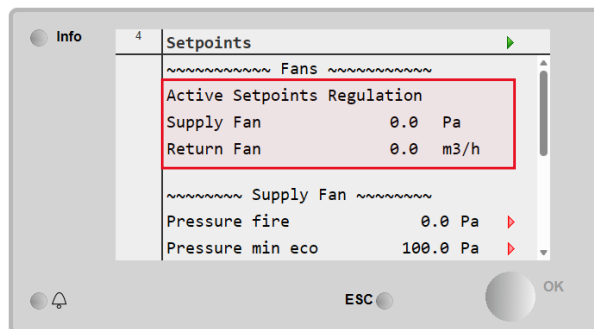 Info
4
Setpoints
~~~~~~~~~~~ Fans ~~~~~~~~~~~
Active Setpoints Regulation
Supply Fan 0.0 Pa
Return Fan 0.0 m3/h
~~~~~~~~ Supply Fan ~~~~~~~~
Pressure fire 0.0 Pa
Pressure min eco 100.0 Pa
ESC
OK